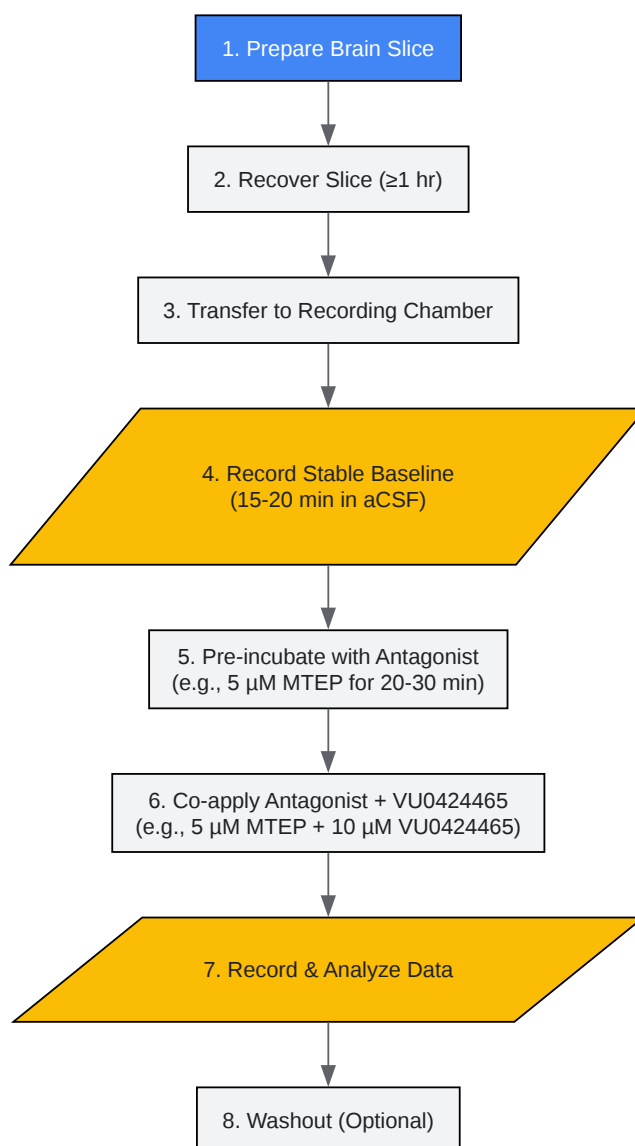 1. Prepare Brain Slice
2. Recover Slice (≥1 hr)
3. Transfer to Recording Chamber
4. Record Stable Baseline
(15-20 min in aCSF)
5. Pre-incubate with Antagonist
(e.g., 5 µM MTEP for 20-30 min)
6. Co-apply Antagonist + VU0424465
(e.g., 5 µM MTEP + 10 µM VU0424465)
7. Record & Analyze Data
8. Washout (Optional)